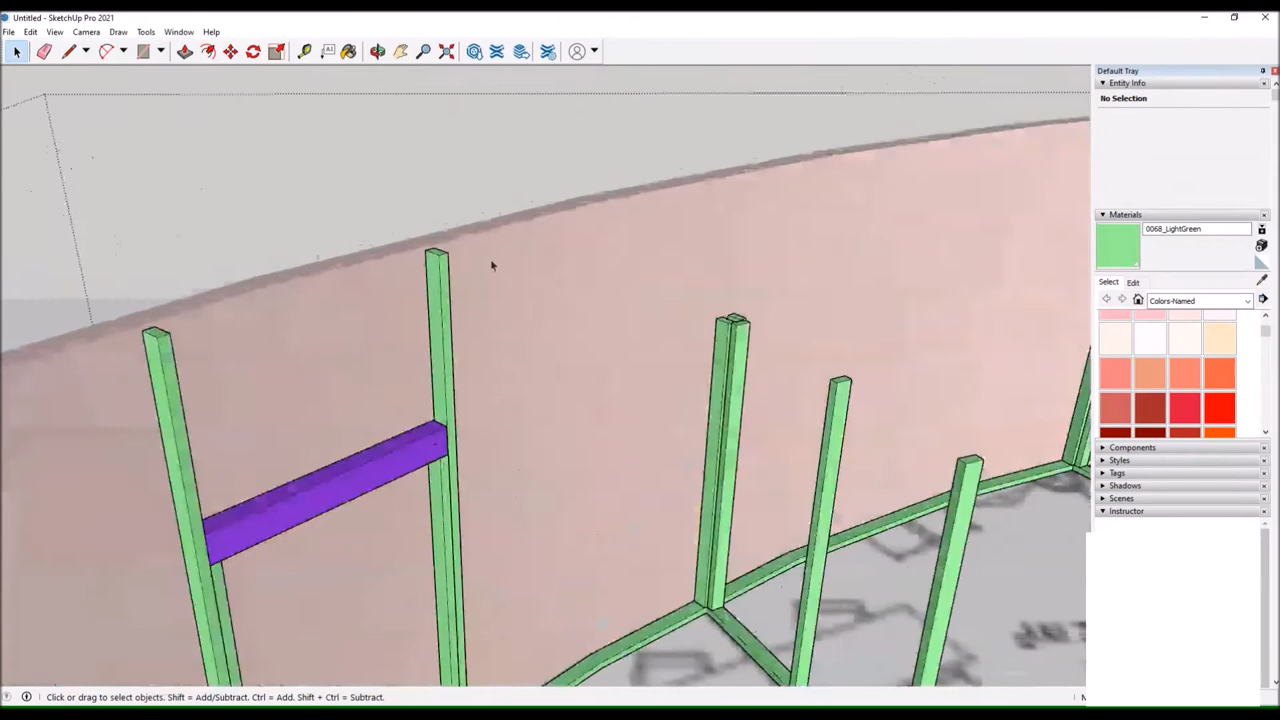 Untitled - SketchUp Pro 2021
File Edit View Camera Draw Tools Window Help
A1
Default Tray
Entity Info
No Selection
Materials
0068_LightGreen
Select Edit
Colors-Named
Components
Styles
Tags
Shadows
Scenes
Instructor
Click or drag to select objects. Shift = Add/Subtract. Ctrl = Add. Shift + Ctrl = Subtract.